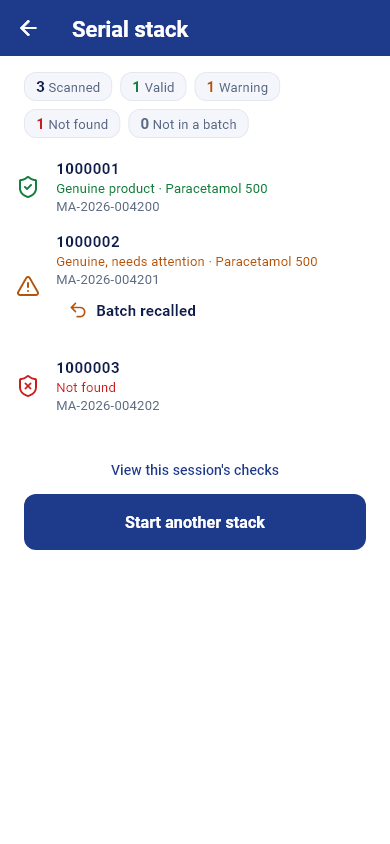 Serial stack
3 Scanned
1 Valid
1 Warning
1 Not found
0 Not in a batch
1000001
Genuine product · Paracetamol 500
MA-2026-004200
1000002
Genuine, needs attention · Paracetamol 500
MA-2026-004201
Batch recalled
1000003
Not found
MA-2026-004202
View this session's checks
Start another stack